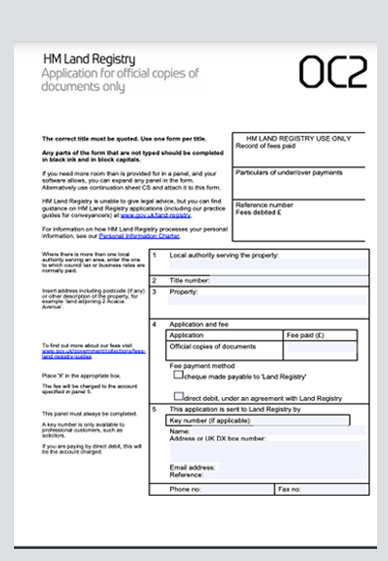 HM Land Registry
Application for official copies of
documents only
OC2
The correct title must be quoted. Use one form per title.
Any parts of the form that are not typed should be completed
in black ink and in block capitals.
If you need more room than is provided for in a panel, and your
software allows, you can expand any panel in the form.
Alternatively use continuation sheet CS and attach it to this form.
HM Land Registry is unable to give legal advice, but you can find
guidance on HM Land Registry applications (including our practice
guides for conveyancers) at www.gov.uk/land-registry.
For information on how HM Land Registry processes your personal
information, see our Personal Information Charter.
HM LAND REGISTRY USE ONLY
Record of fees paid
Particulars of under/over payments
Reference number
Fees debited £
Where there is more than one local
authority serving an area, enter the one
to which council tax or business rates are
normally paid.
1 Local authority serving the property:
2 Title number:
Insert address including postcode (if any)
or other description of the property, for
example 'land adjoining 2 Acacia
Avenue'.
3 Property:
4 Application and fee
Application Fee paid (£)
Official copies of documents
To find out more about our fees visit
www.gov.uk/government/collections/fees-
land-registry-guides
Fee payment method
Place 'X' in the appropriate box.
cheque made payable to 'Land Registry'
The fee will be charged to the account
specified in panel 5.
direct debit, under an agreement with Land Registry
This panel must always be completed.
A key number is only available to
professional customers, such as
solicitors.
If you are paying by direct debit, this will
be the account charged.
5 This application is sent to Land Registry by
Key number (if applicable):
Name:
Address or UK DX box number:
Email address:
Reference:
Phone no: Fax no: